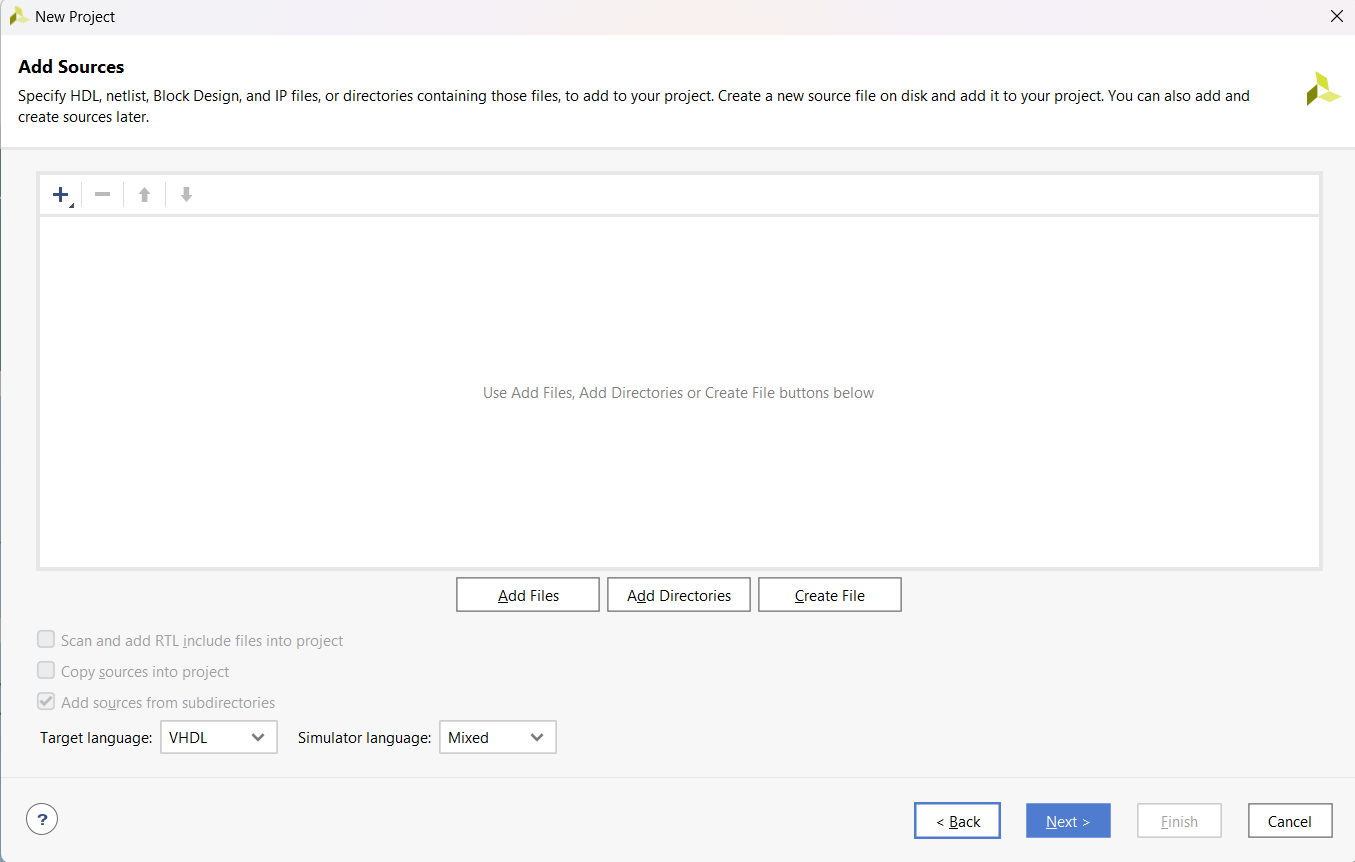 New Project
Add Sources
Specify HDL, netlist, Block Design, and IP files, or directories containing those files, to add to your project. Create a new source file on disk and add it to your project. You can also add and
create sources later.
Use Add Files, Add Directories or Create File buttons below
Add Files Add Directories Create File
Scan and add RTL include files into project
Copy sources into project
Add sources from subdirectories
Target language: VHDL Simulator language: Mixed
? < Back Next > Finish Cancel